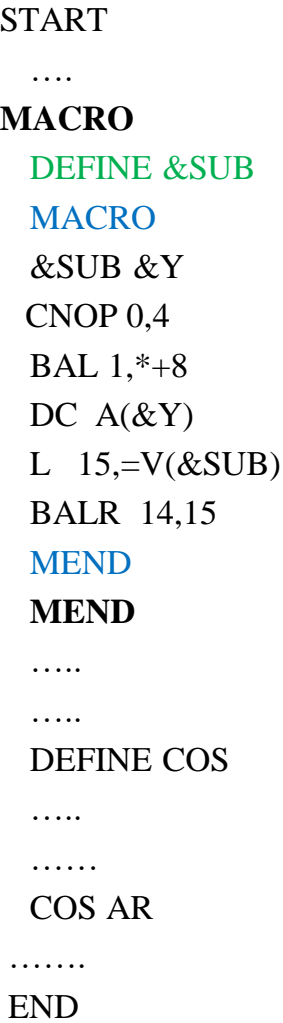 START
….
MACRO
DEFINE &SUB
MACRO
&SUB &Y
CNOP 0,4
BAL 1,*+8
DC A(&Y)
L 15,=V(&SUB)
BALR 14,15
MEND
MEND
…..
…..
DEFINE COS
…..
……
COS AR
…….
END